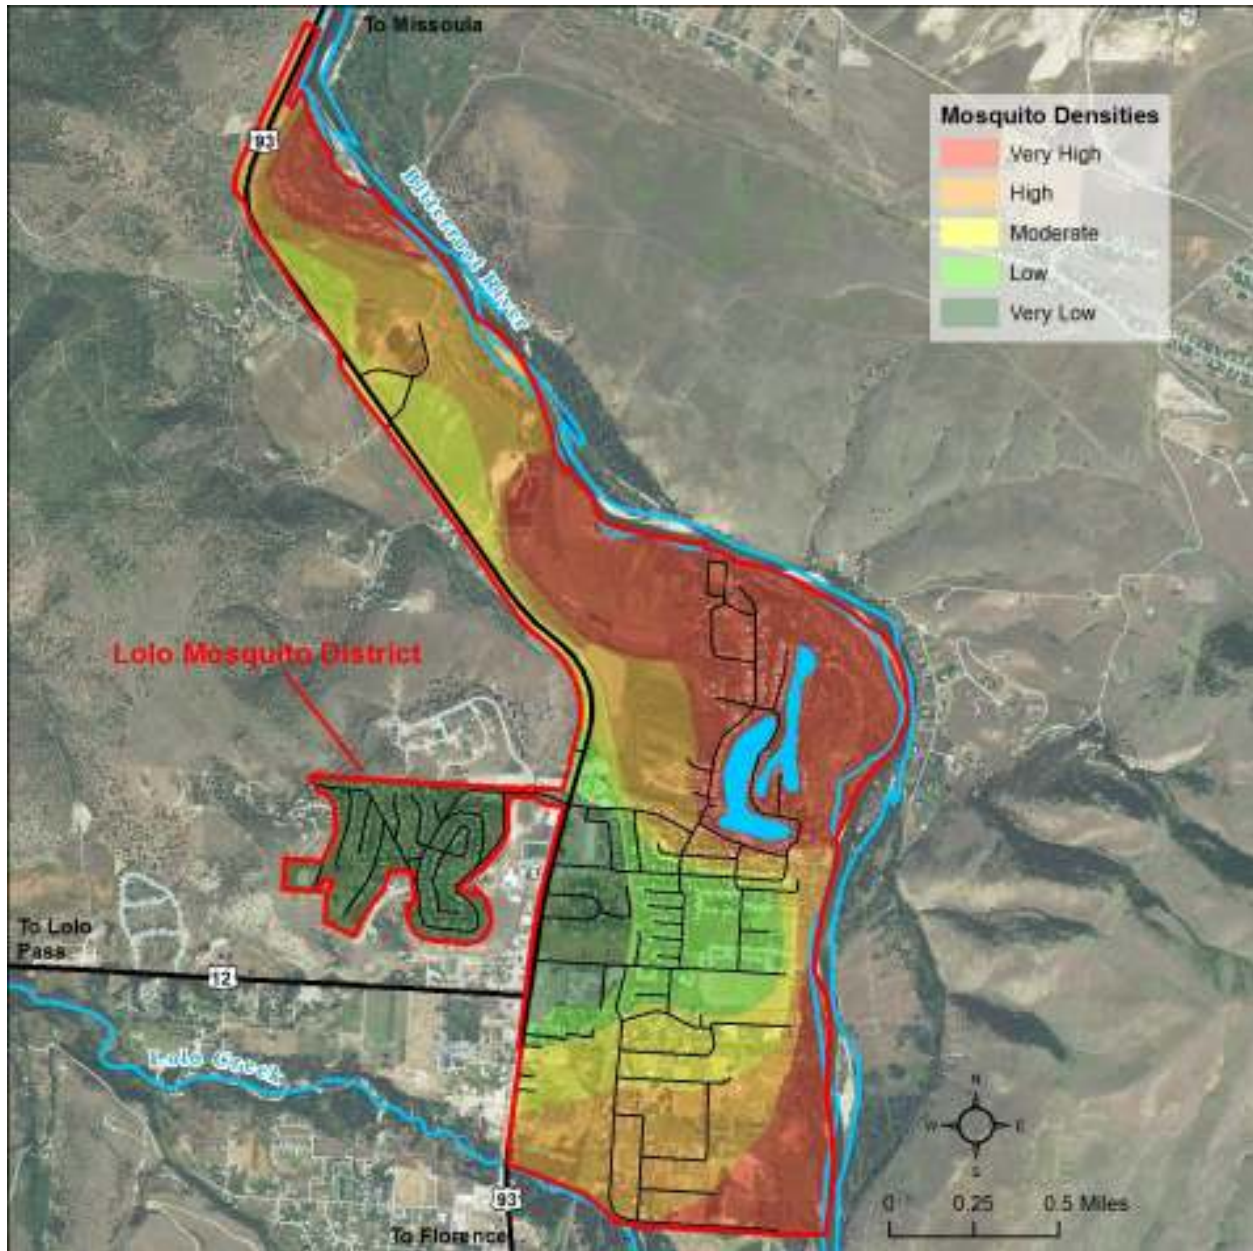 To Missoula
Mosquito Densities
Very High
High
Moderate
Low
Very Low
93
Bitterroot River
Lolo Mosquito District
To Lolo
Pass
12
Lolo Creek
93
To Florence
N
W
E
S
0
0.25
0.5 Miles